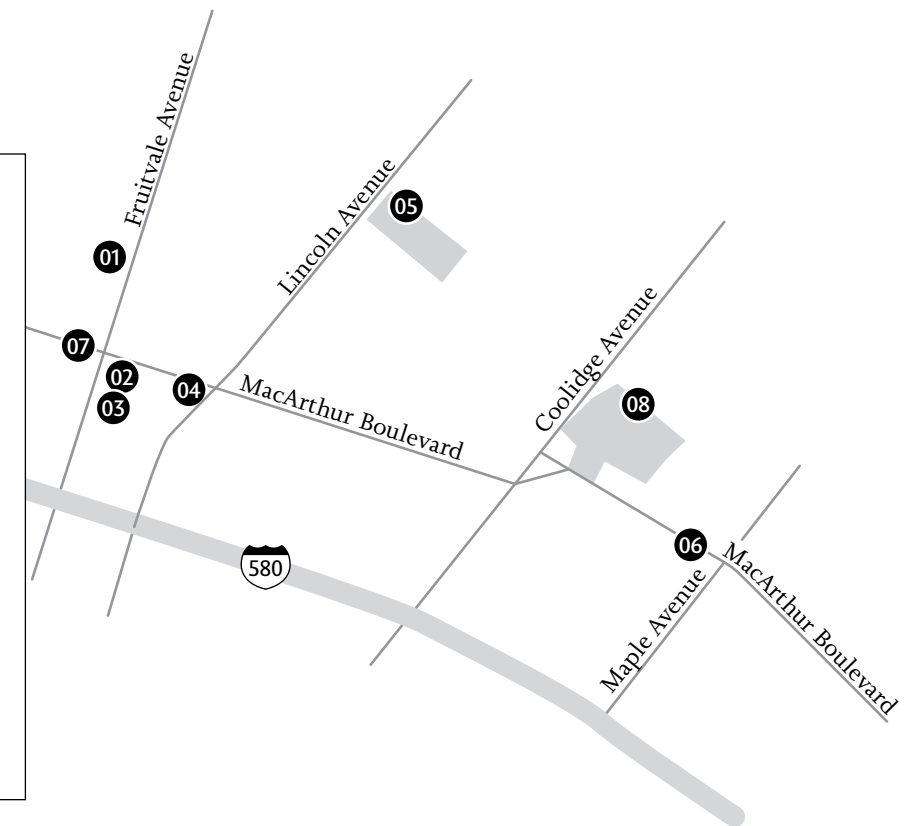 Fruitvale Avenue
Lincoln Avenue
05
01
Coolidge Avenue
07
02
04
MacArthur Boulevard
03
08
06
580
Maple Avenue
MacArthur Boulevard